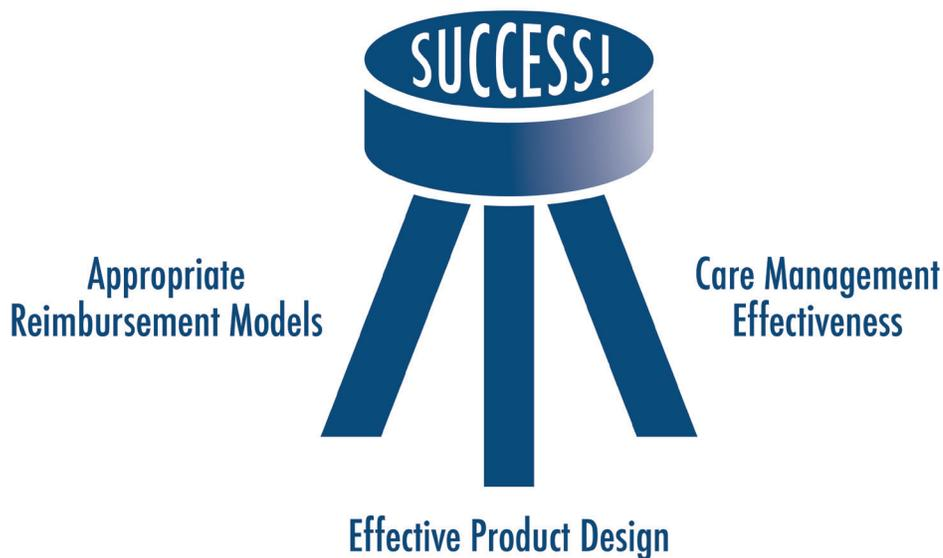 SUCCESS!
Appropriate
Reimbursement Models
Care Management
Effectiveness
Effective Product Design